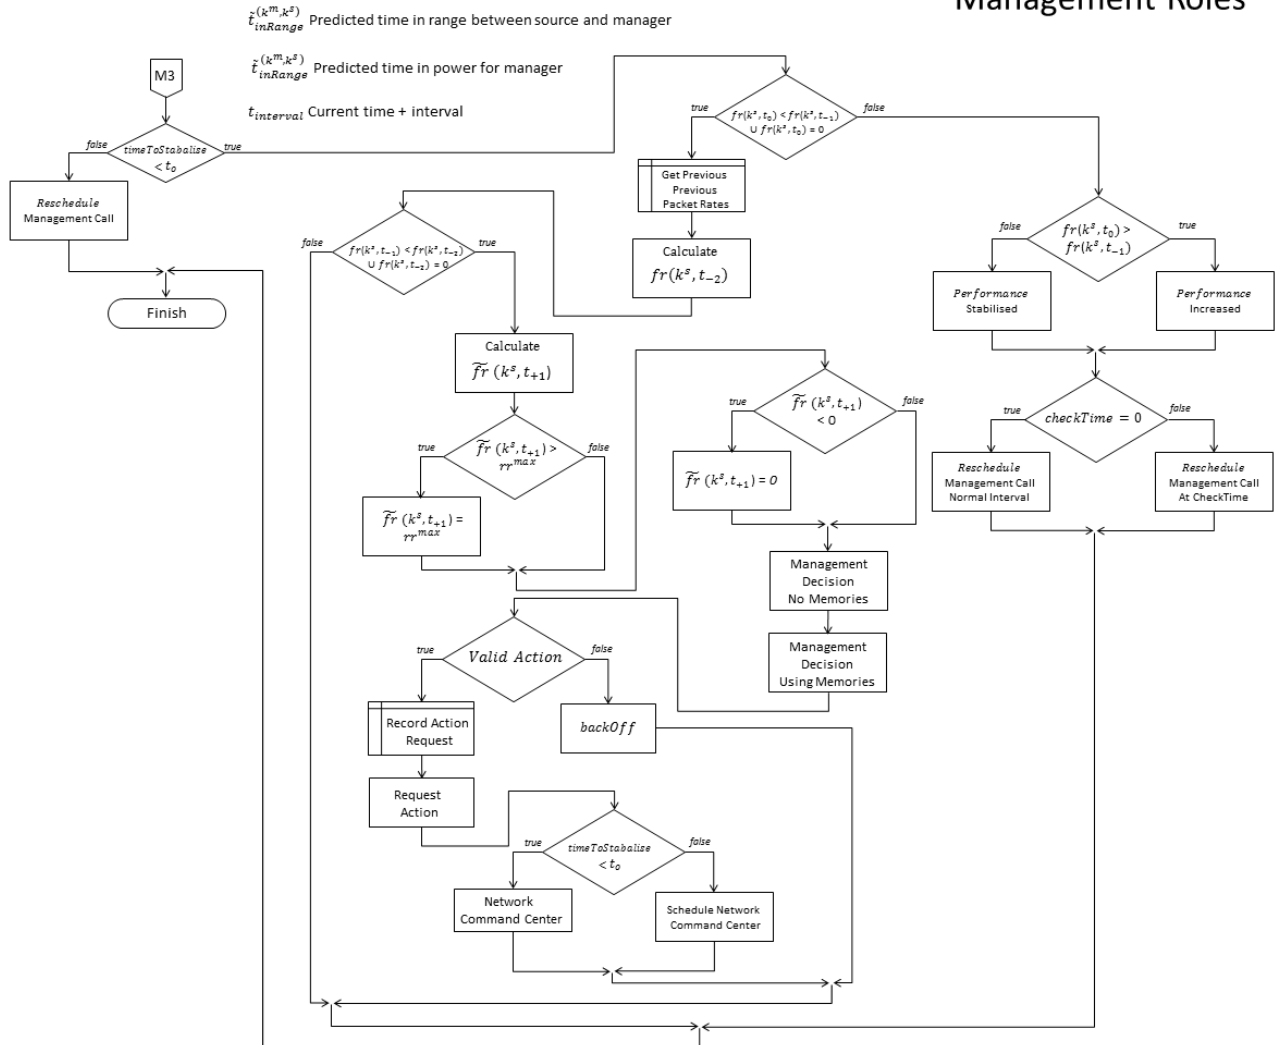 Management Roles
t̃_inRange^(k^m,k^s) Predicted time in range between source and manager
t̃_inRange^(k^m,k^s) Predicted time in power for manager
t_interval Current time + interval
M3
timeToStabalise
< t_0
false
true
Reschedule
Management Call
Finish
fr(k^s, t_0) < fr(k^s, t_−1)
∪ fr(k^s, t_0) = 0
true
false
Get Previous
Previous
Packet Rates
Calculate
fr(k^s, t_−2)
fr(k^s, t_−1) < fr(k^s, t_−2)
∪ fr(k^s, t_−2) = 0
false
true
fr(k^s, t_0) >
fr(k^s, t_−1)
false
true
Performance
Stabilised
Performance
Increased
Calculate
f̃r (k^s, t_+1)
f̃r (k^s, t_+1) >
rr^max
true
false
f̃r (k^s, t_+1) =
rr^max
f̃r (k^s, t_+1)
< 0
true
false
f̃r (k^s, t_+1) = 0
checkTime = 0
true
false
Reschedule
Management Call
Normal Interval
Reschedule
Management Call
At CheckTime
Management
Decision
No Memories
Management
Decision
Using Memories
Valid Action
true
false
Record Action
Request
backOff
Request
Action
timeToStabalise
< t_0
true
false
Network
Command Center
Schedule Network
Command Center